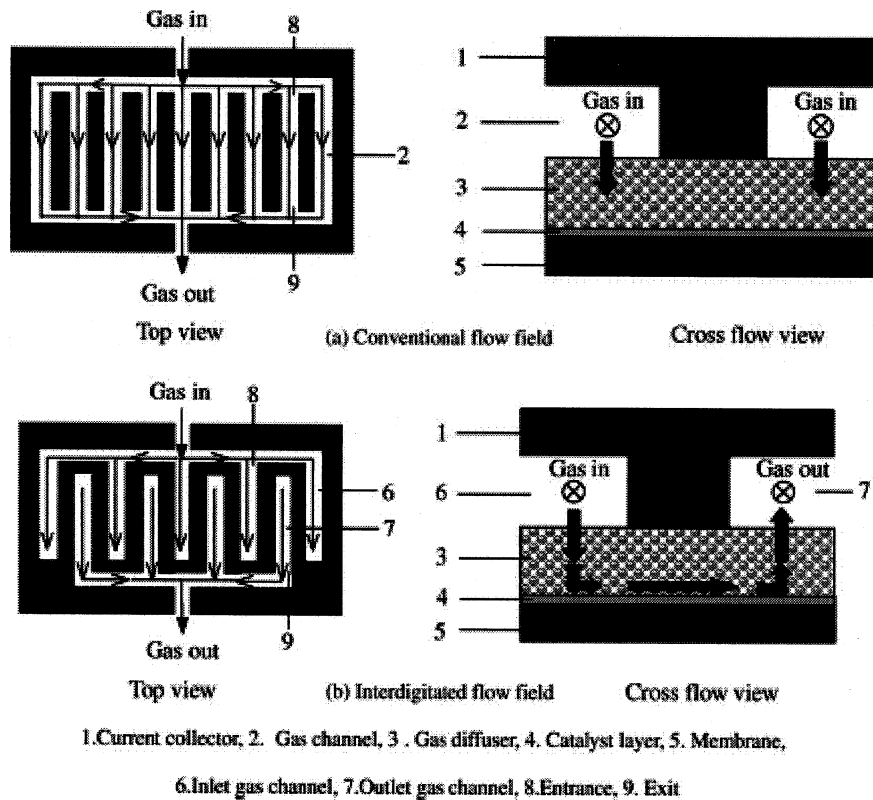 Gas in
8
2
9
Gas out
Top view
1
Gas in
Gas in
2
3
4
5
Cross flow view
(a) Conventional flow field
Gas in
8
6
7
9
Gas out
Top view
1
Gas in
Gas out
6
7
3
4
5
Cross flow view
(b) Interdigitated flow field
1.Current collector, 2. Gas channel, 3 . Gas diffuser, 4. Catalyst layer, 5. Membrane,
6.Inlet gas channel, 7.Outlet gas channel, 8.Entrance, 9. Exit